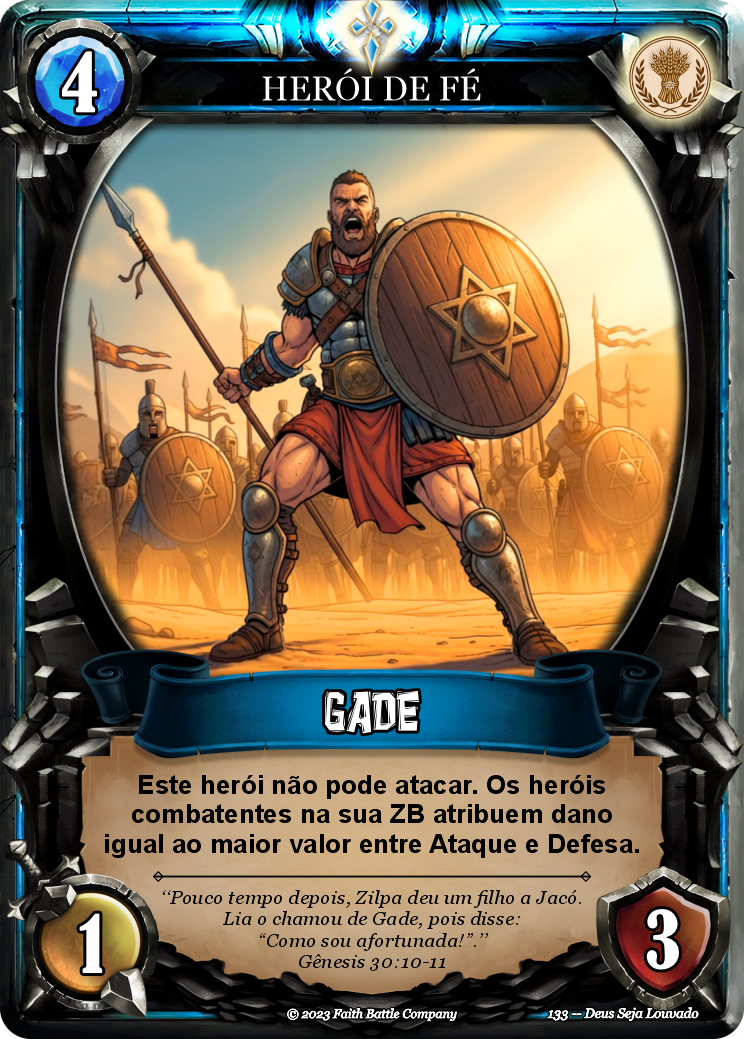 4
HERÓI DE FÉ
GADE
Este herói não pode atacar. Os heróis
combatentes na sua ZB atribuem dano
igual ao maior valor entre Ataque e Defesa.
“Pouco tempo depois, Zilpa deu um filho a Jacó.
Lia o chamou de Gade, pois disse:
“Como sou afortunada!”.”
Gênesis 30:10-11
1
3
© 2023 Faith Battle Company
133 – Deus Seja Louvado